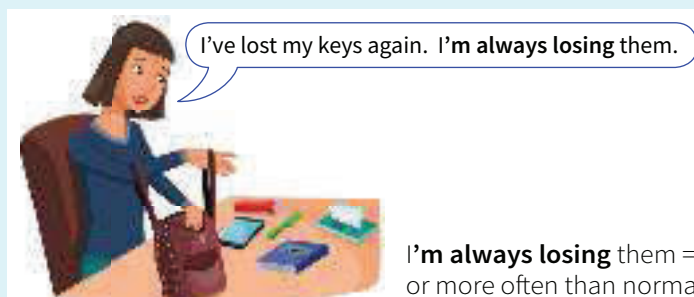 I've lost my keys again. I'm always losing them.
I'm always losing them =
or more often than norma